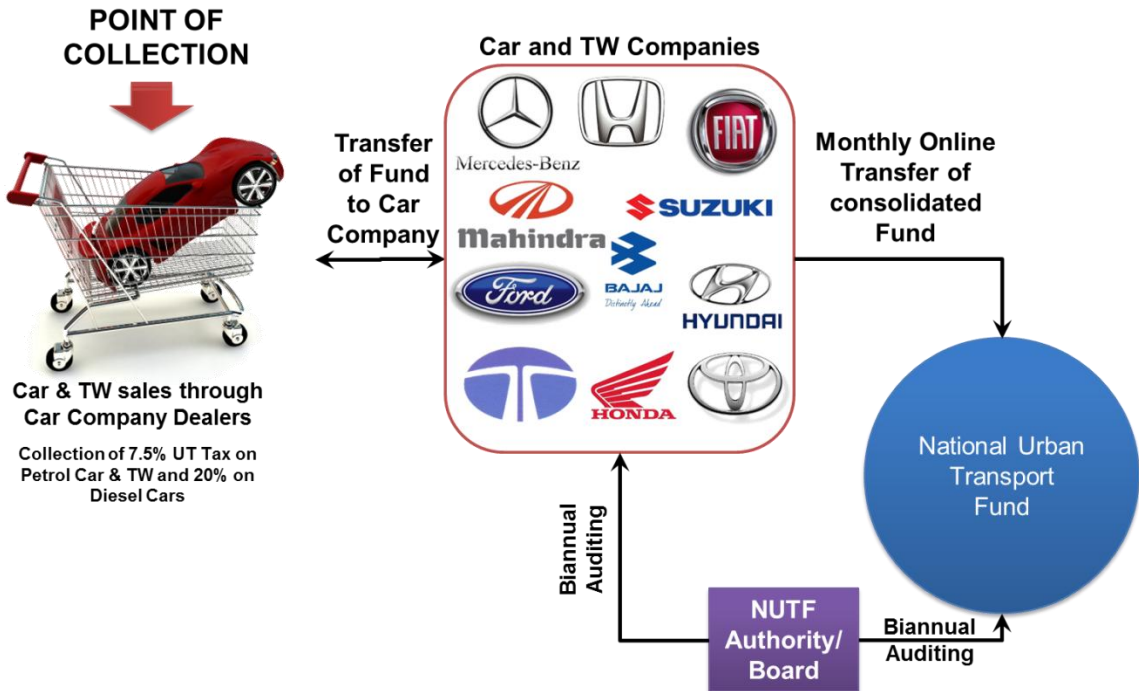 POINT OF
COLLECTION
Car and TW Companies
Transfer
of Fund
to Car
Company
Mercedes-Benz
FIAT
Mahindra
SUZUKI
Ford
BAJAJ
Distinctly Ahead
HYUNDAI
HONDA
Monthly Online
Transfer of
consolidated
Fund
Car & TW sales through
Car Company Dealers
Collection of 7.5% UT Tax on
Petrol Car & TW and 20% on
Diesel Cars
National Urban
Transport
Fund
Biannual
Auditing
NUTF
Authority/
Board
Biannual
Auditing